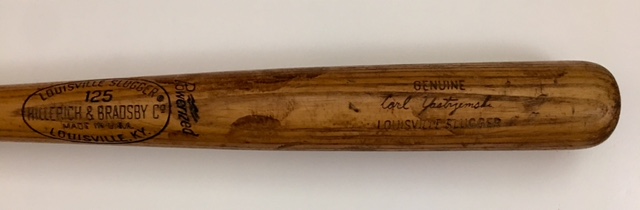 LOUISVILLE SLUGGER
125
HILLERICH & BRADSBY Co
MADE IN U.S.A.
LOUISVILLE, KY.
Powerized
GENUINE
Carl Yastrzemski
LOUISVILLE SLUGGER